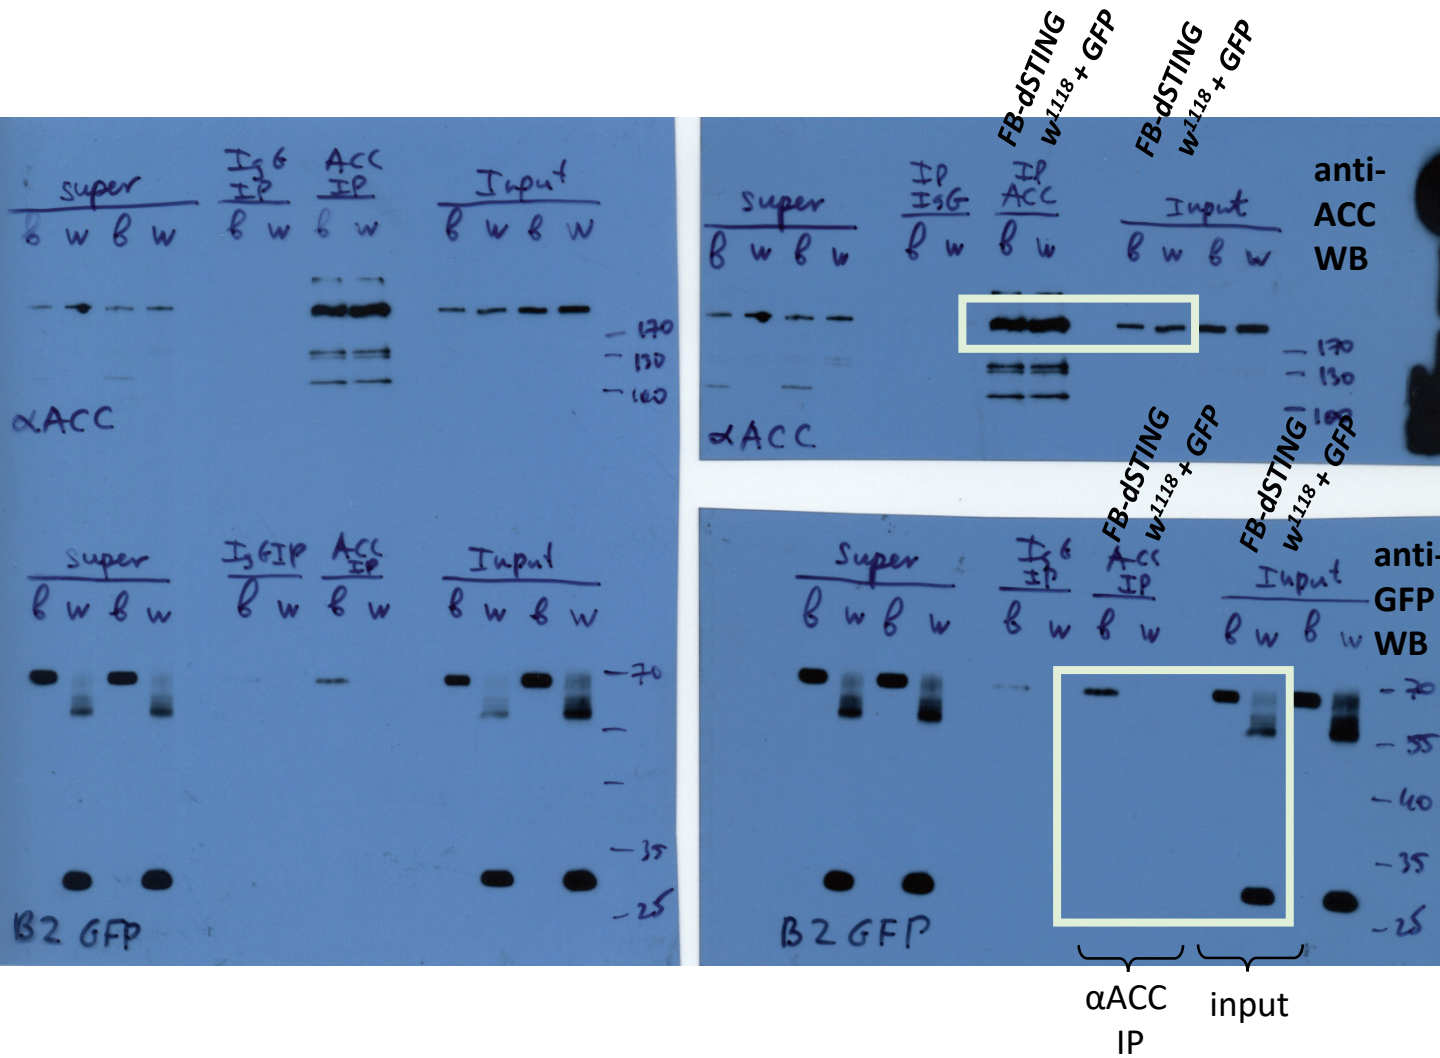 FB-dSTING
w1118 + GFP
FB-dSTING
w1118 + GFP
super
IgG
IP
ACC
IP
Input
b w b w
b w
b w
b w b w
170
130
100
αACC
super
IP
IgG
IP
ACC
Input
b w b w
b w
b w
b w b w
anti-
ACC
WB
170
130
100
αACC
super
IgG IP
ACC
IP
Input
b w b w
b w
b w
b w b w
70
35
25
B2 GFP
FB-dSTING
w1118 + GFP
FB-dSTING
w1118 + GFP
Super
IgG
IP
ACC
IP
Input
b w b w
b w
b w
b w b w
anti-
GFP
WB
70
55
40
35
25
B2 GFP
αACC
IP
input